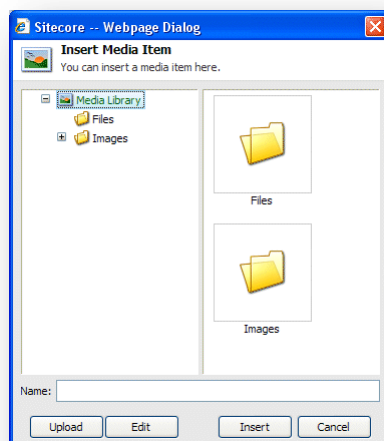 Sitecore -- Webpage Dialog
Insert Media Item
You can insert a media item here.
Media Library
Files
Images
Files
Images
Name:
Upload Edit Insert Cancel